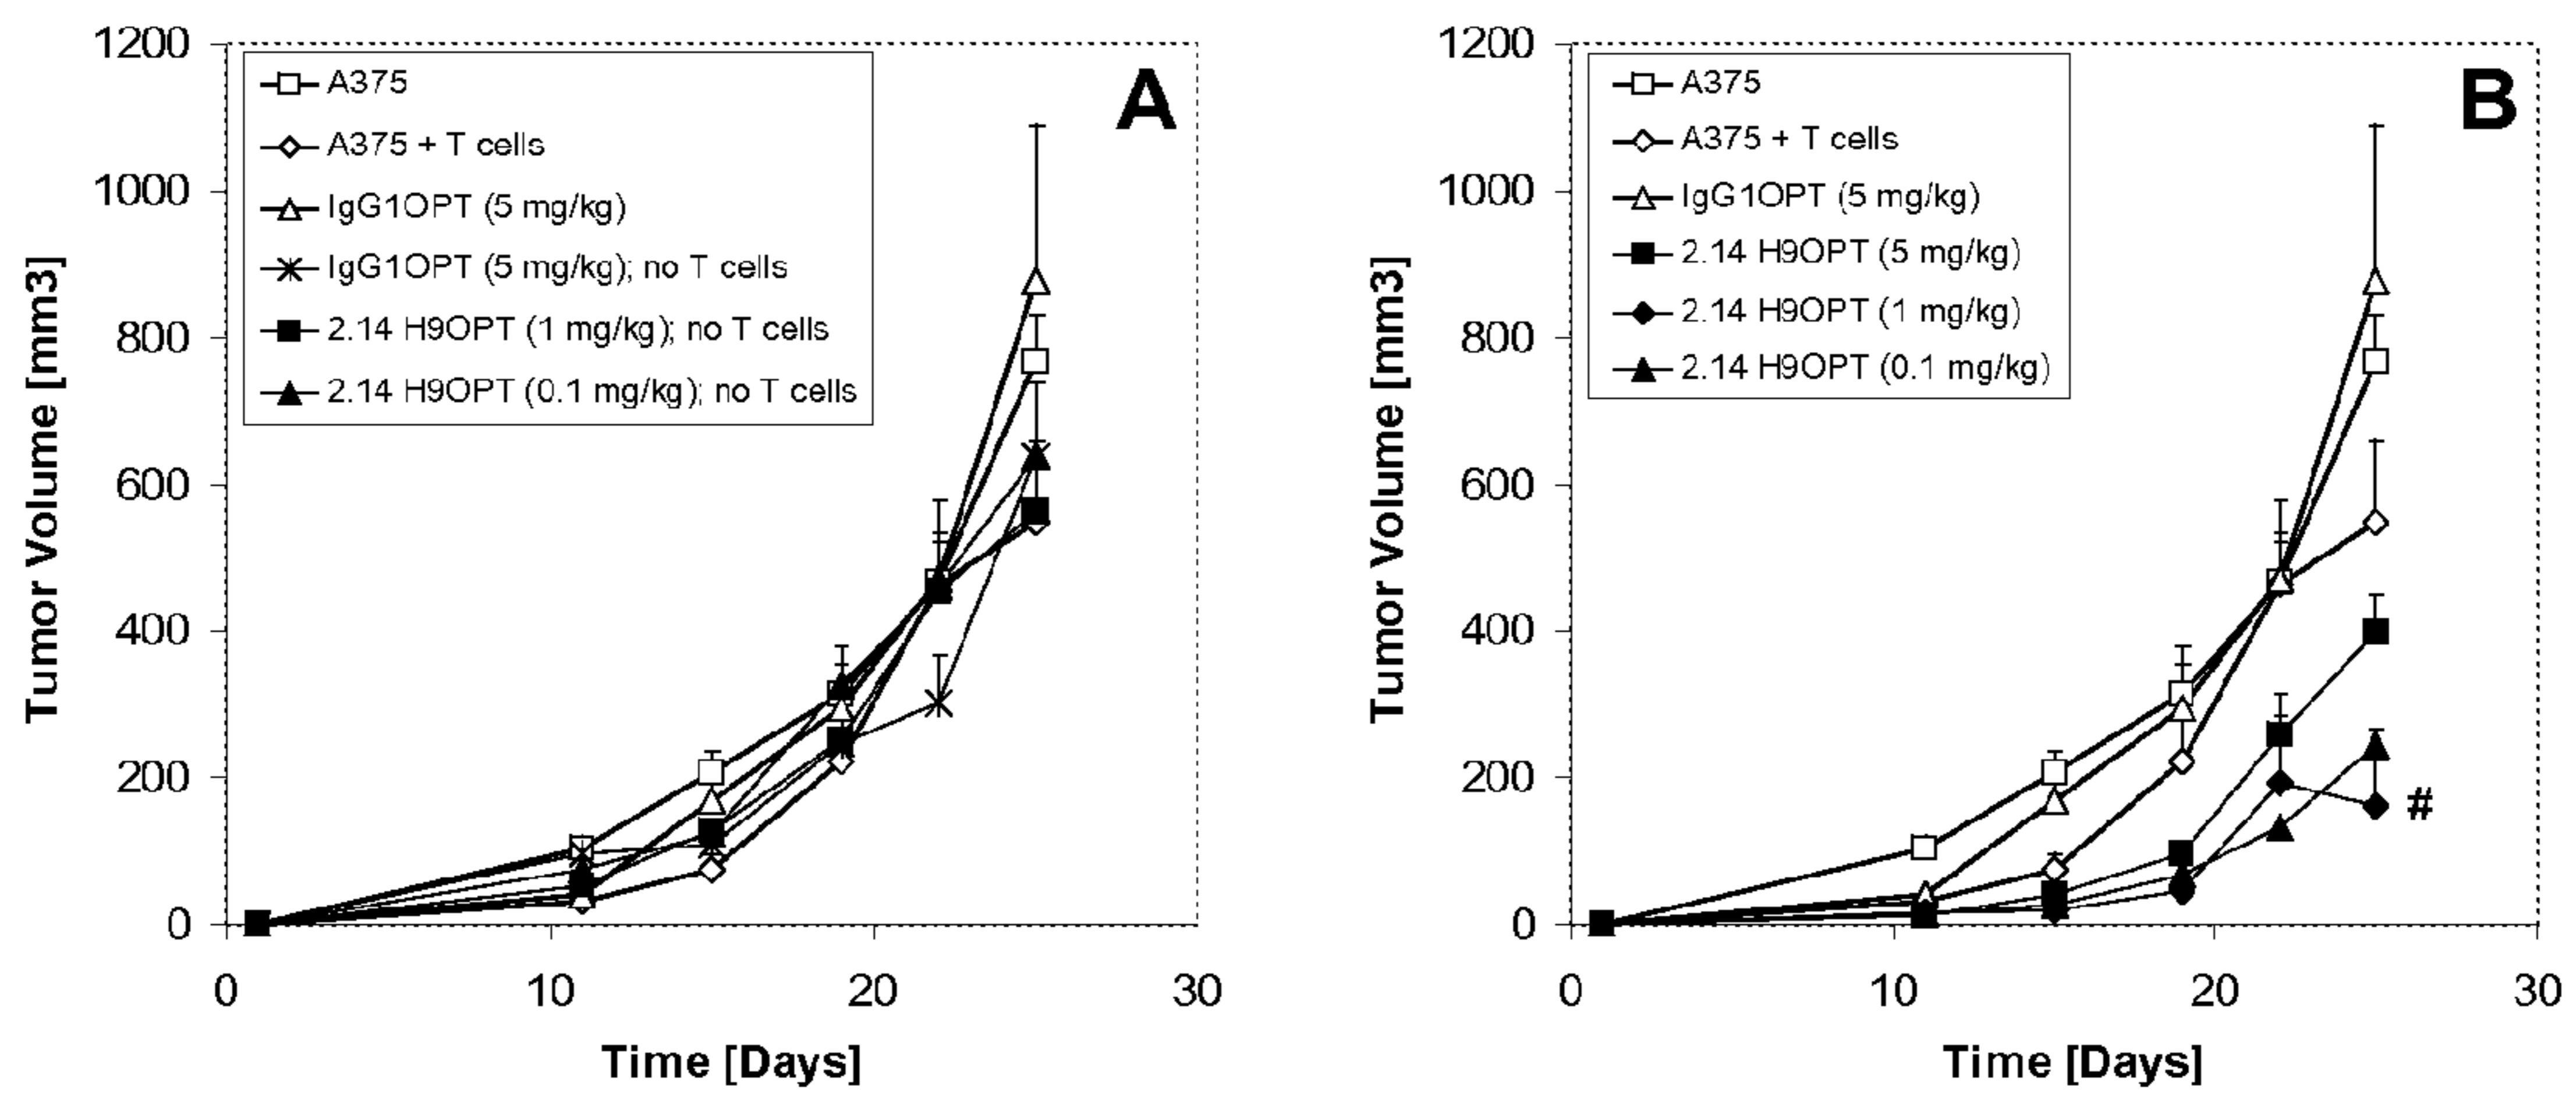 A
A375
A375 + T cells
IgG1OPT (5 mg/kg)
IgG1OPT (5 mg/kg); no T cells
2.14 H9OPT (1 mg/kg); no T cells
2.14 H9OPT (0.1 mg/kg); no T cells
1200
1000
800
600
400
200
0
0 10 20 30
Tumor Volume [mm3]
Time [Days]
B
A375
A375 + T cells
IgG1OPT (5 mg/kg)
2.14 H9OPT (5 mg/kg)
2.14 H9OPT (1 mg/kg)
2.14 H9OPT (0.1 mg/kg)
1200
1000
800
600
400
200
0
#
0 10 20 30
Tumor Volume [mm3]
Time [Days]